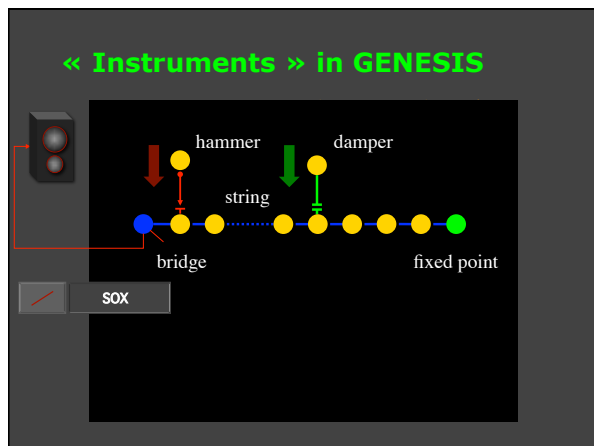 « Instruments » in GENESIS
hammer
damper
string
bridge
fixed point
SOX